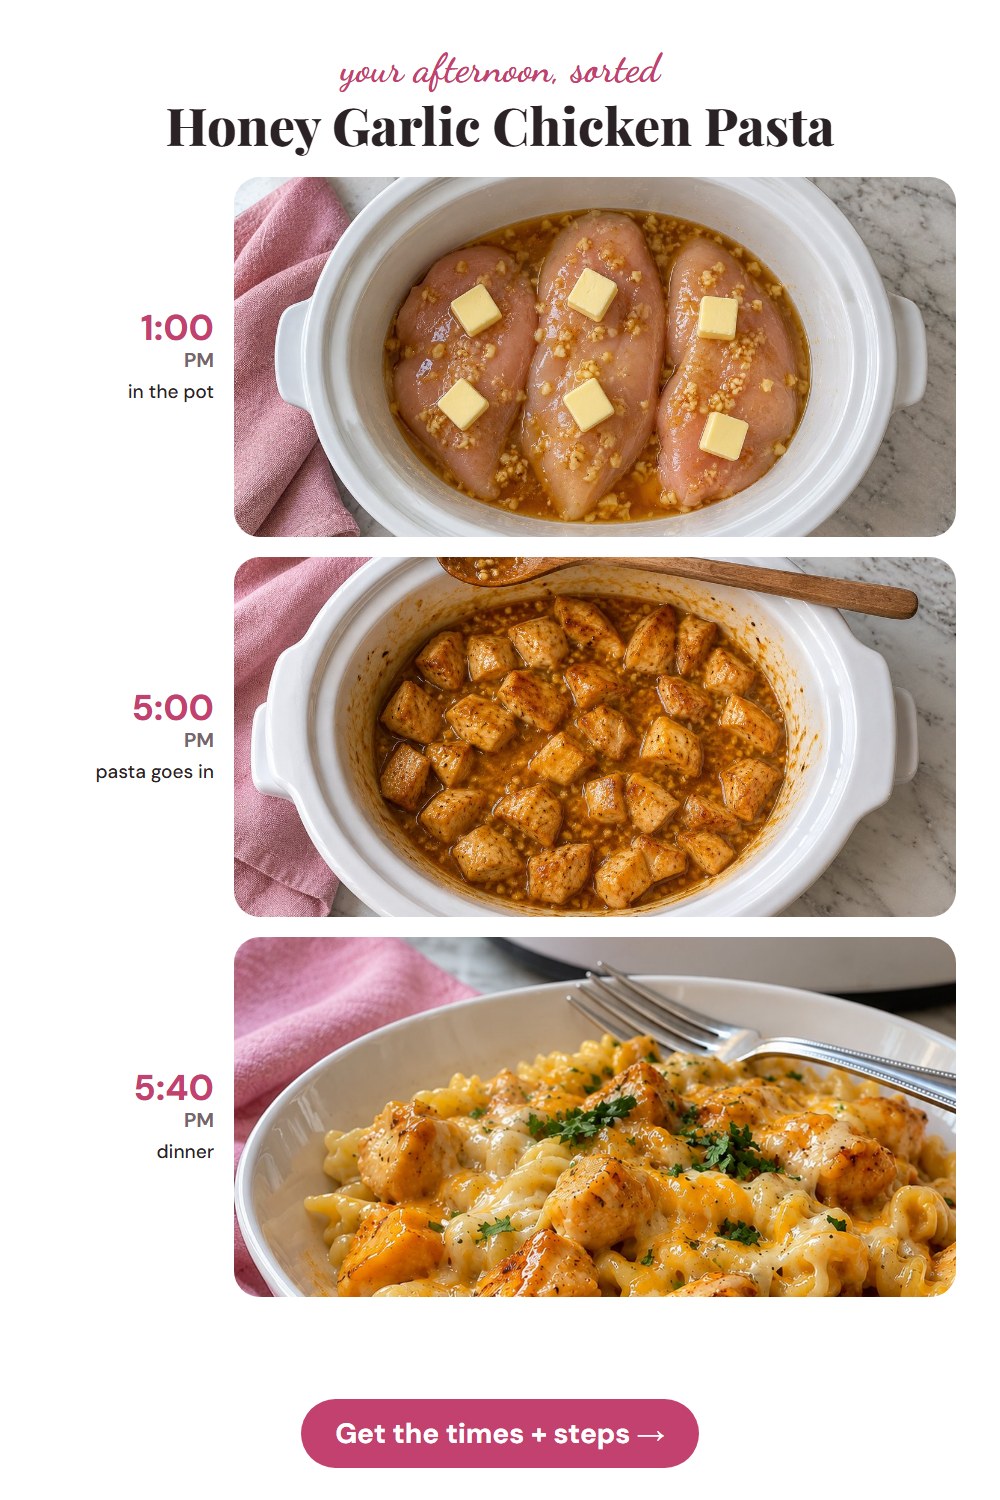 your afternoon, sorted
Honey Garlic Chicken Pasta
1:00
PM
in the pot
5:00
PM
pasta goes in
5:40
PM
dinner
Get the times + steps →